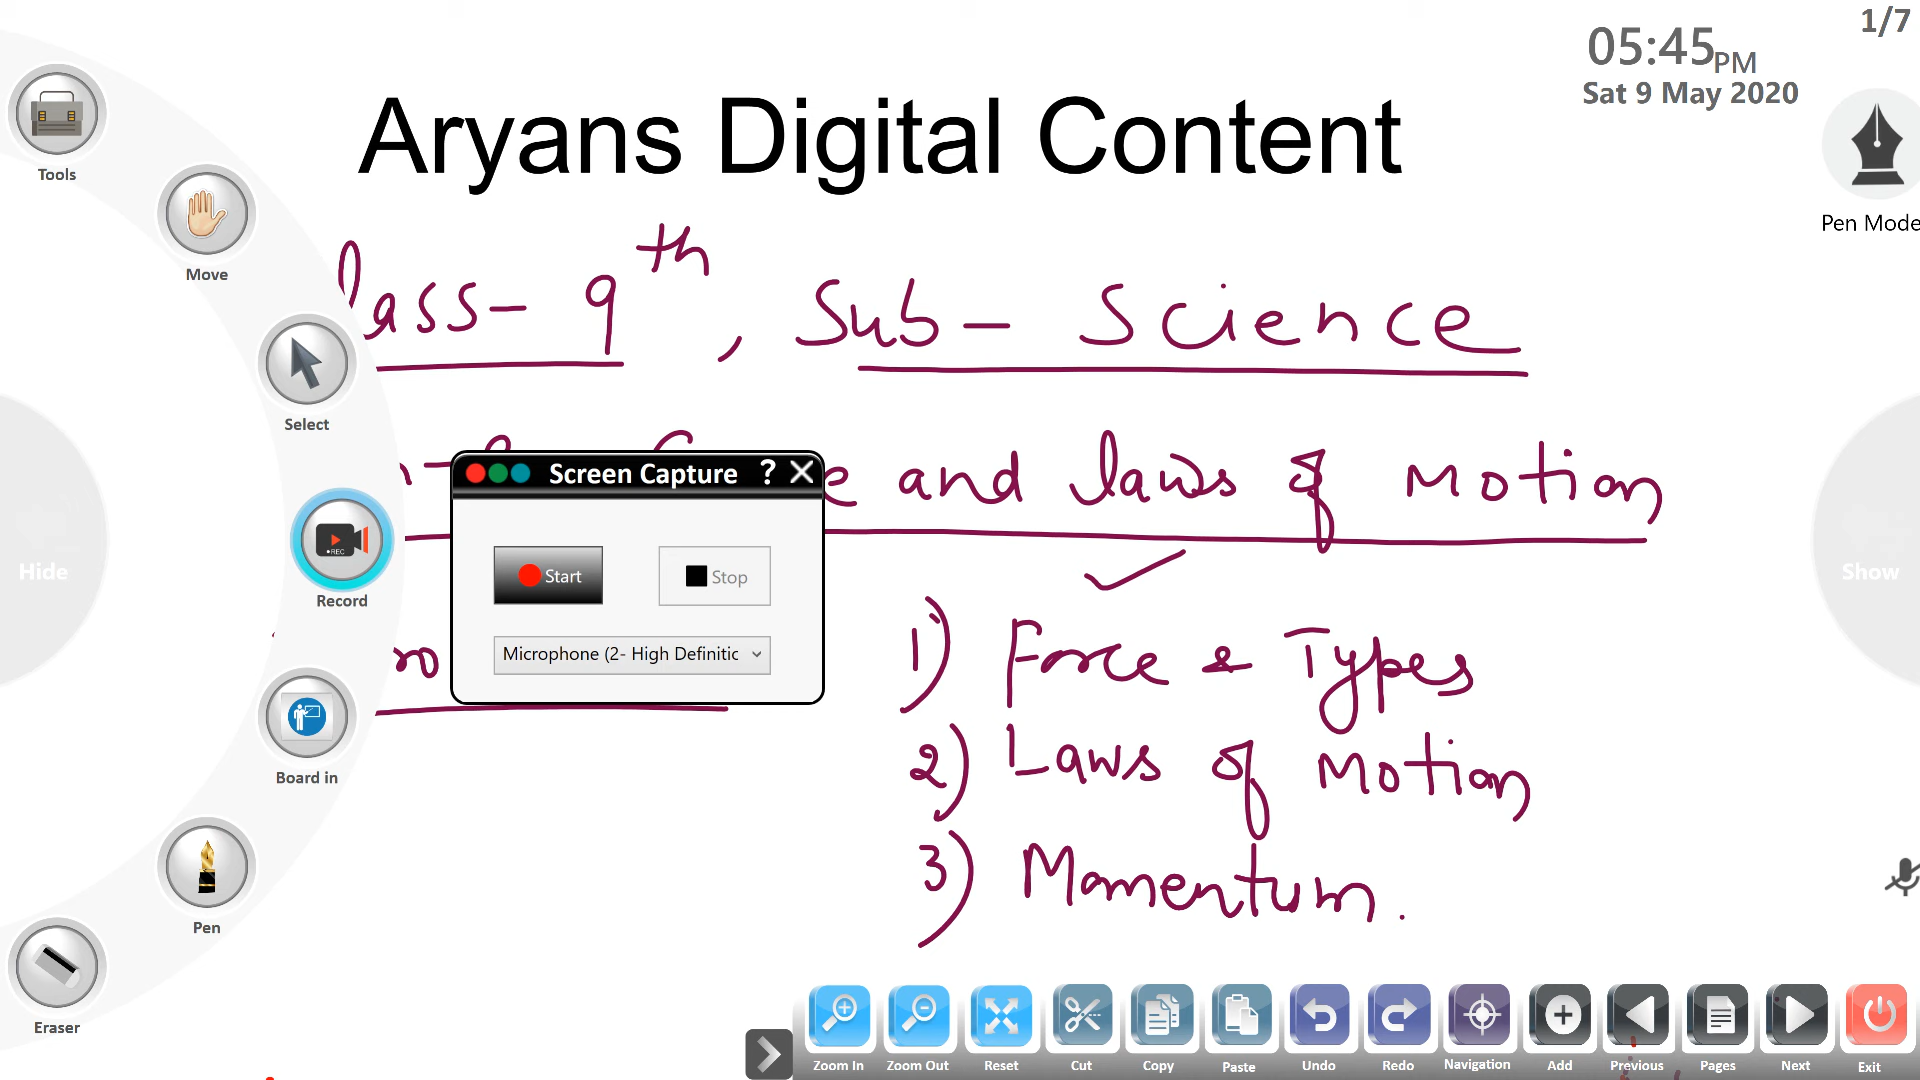 1/7
05:45PM
Sat 9 May 2020
Aryans Digital Content
Pen Mode
Tools
Move
lass- 9th, Sub- Science
Select
and laws of Motion
Screen Capture ? X
Start
Stop
Microphone (2- High Definitic
Hide
Show
REC
Record
1) Force & Types
2) Laws of Motion
3) Momentum.
Board in
Pen
Eraser
Zoom In
Zoom Out
Reset
Cut
Copy
Paste
Undo
Redo
Navigation
Add
Previous
Pages
Next
Exit